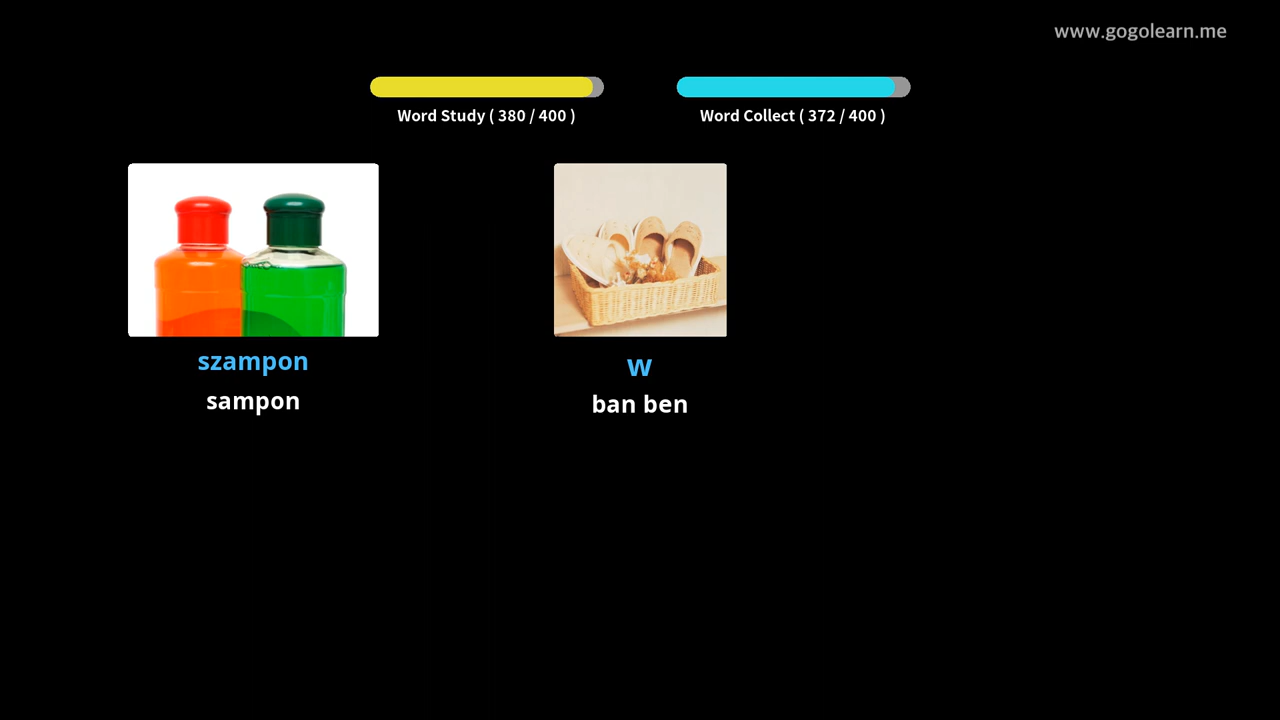 www.gogolearn.me
Word Study ( 380 / 400 )
Word Collect ( 372 / 400 )
szampon
sampon
w
ban ben